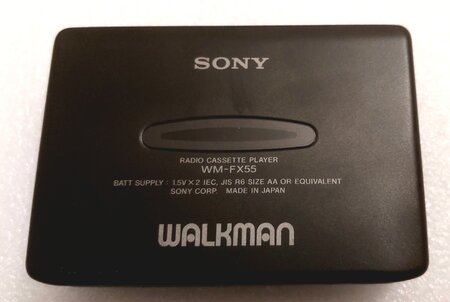 SONY
RADIO CASSETTE PLAYER
WM-FX55
BATT SUPPLY : 1.5V×2 IEC, JIS R6 SIZE AA OR EQUIVALENT
SONY CORP. MADE IN JAPAN
WALKMAN